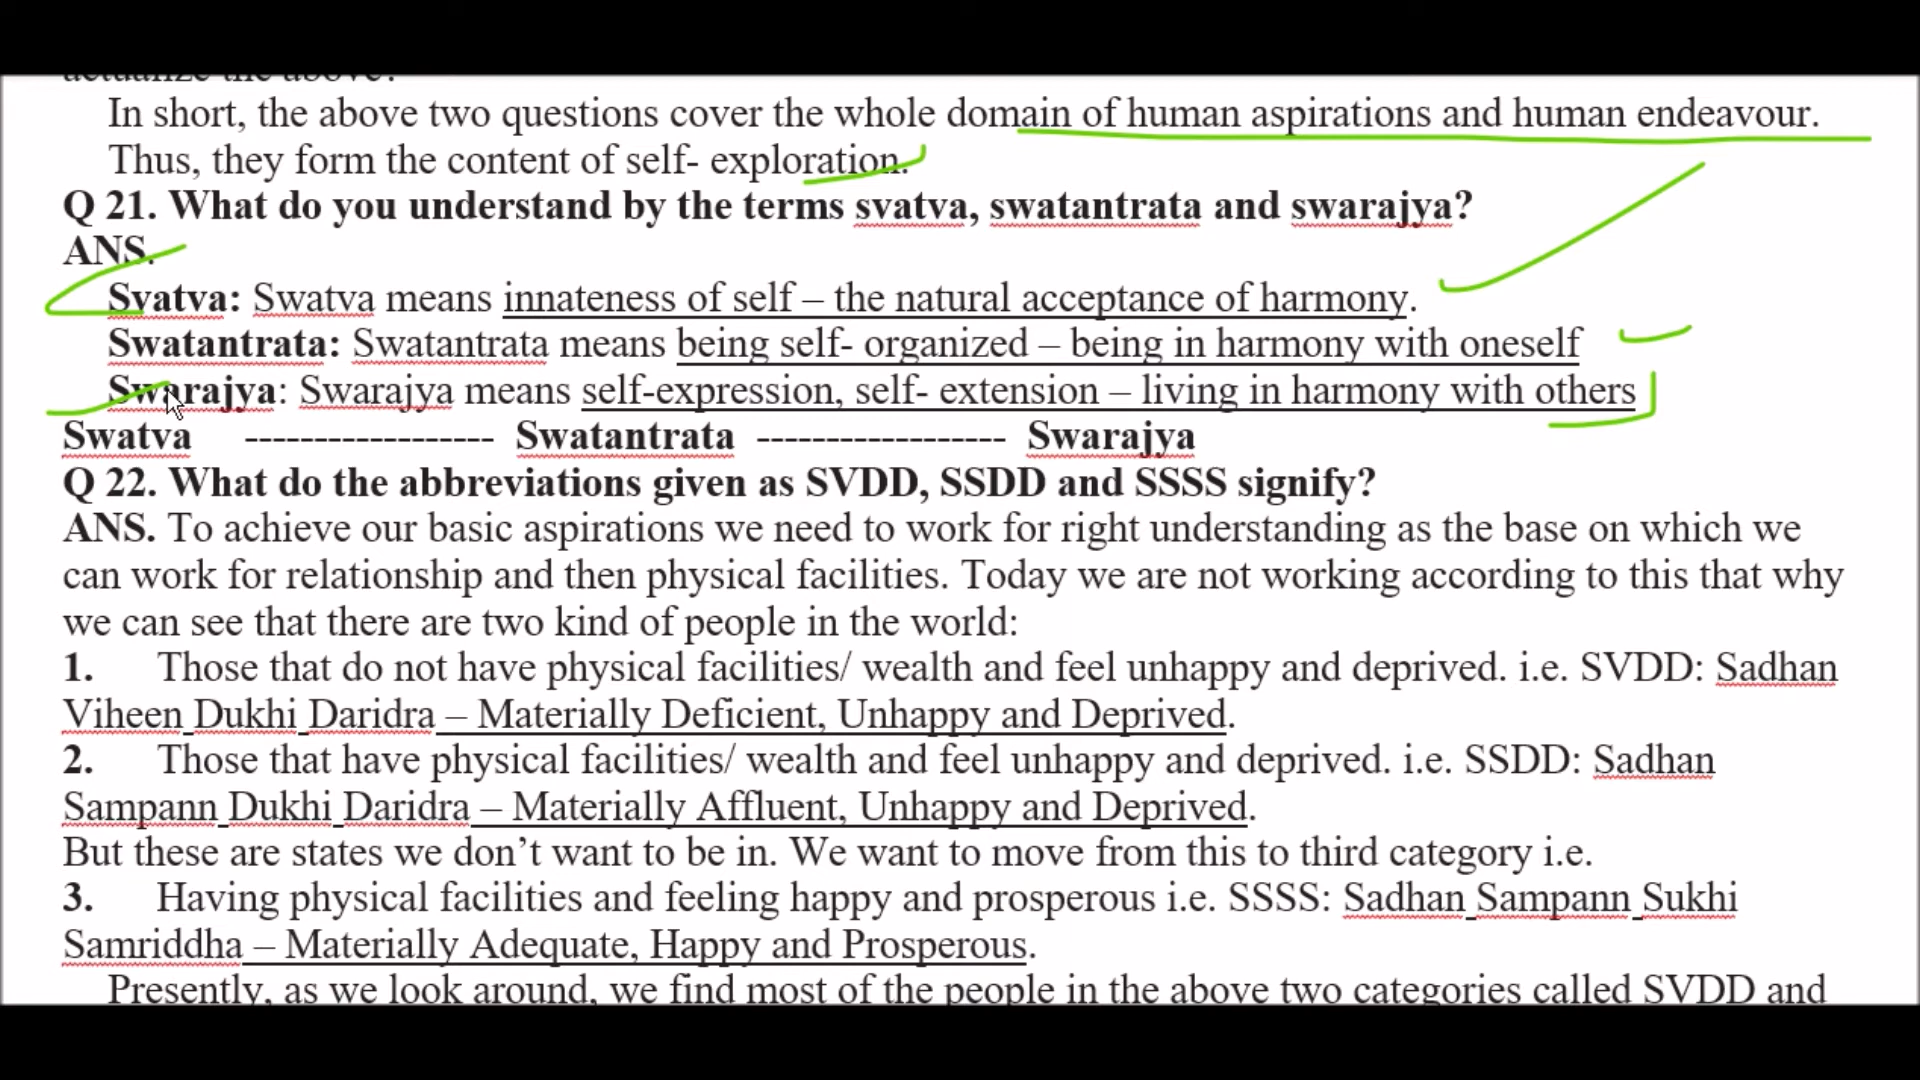 actualize the above?
In short, the above two questions cover the whole domain of human aspirations and human endeavour.
Thus, they form the content of self- exploration.
Q 21. What do you understand by the terms svatva, swatantrata and swarajya?
ANS.
Svatva: Swatva means innateness of self – the natural acceptance of harmony.
Swatantrata: Swatantrata means being self- organized – being in harmony with oneself
Swarajya: Swarajya means self-expression, self- extension – living in harmony with others
Swatva ------------------ Swatantrata ------------------ Swarajya
Q 22. What do the abbreviations given as SVDD, SSDD and SSSS signify?
ANS. To achieve our basic aspirations we need to work for right understanding as the base on which we
can work for relationship and then physical facilities. Today we are not working according to this that why
we can see that there are two kind of people in the world:
1. Those that do not have physical facilities/ wealth and feel unhappy and deprived. i.e. SVDD: Sadhan
Viheen Dukhi Daridra – Materially Deficient, Unhappy and Deprived.
2. Those that have physical facilities/ wealth and feel unhappy and deprived. i.e. SSDD: Sadhan
Sampann Dukhi Daridra – Materially Affluent, Unhappy and Deprived.
But these are states we don’t want to be in. We want to move from this to third category i.e.
3. Having physical facilities and feeling happy and prosperous i.e. SSSS: Sadhan Sampann Sukhi
Samriddha – Materially Adequate, Happy and Prosperous.
Presently, as we look around, we find most of the people in the above two categories called SVDD and